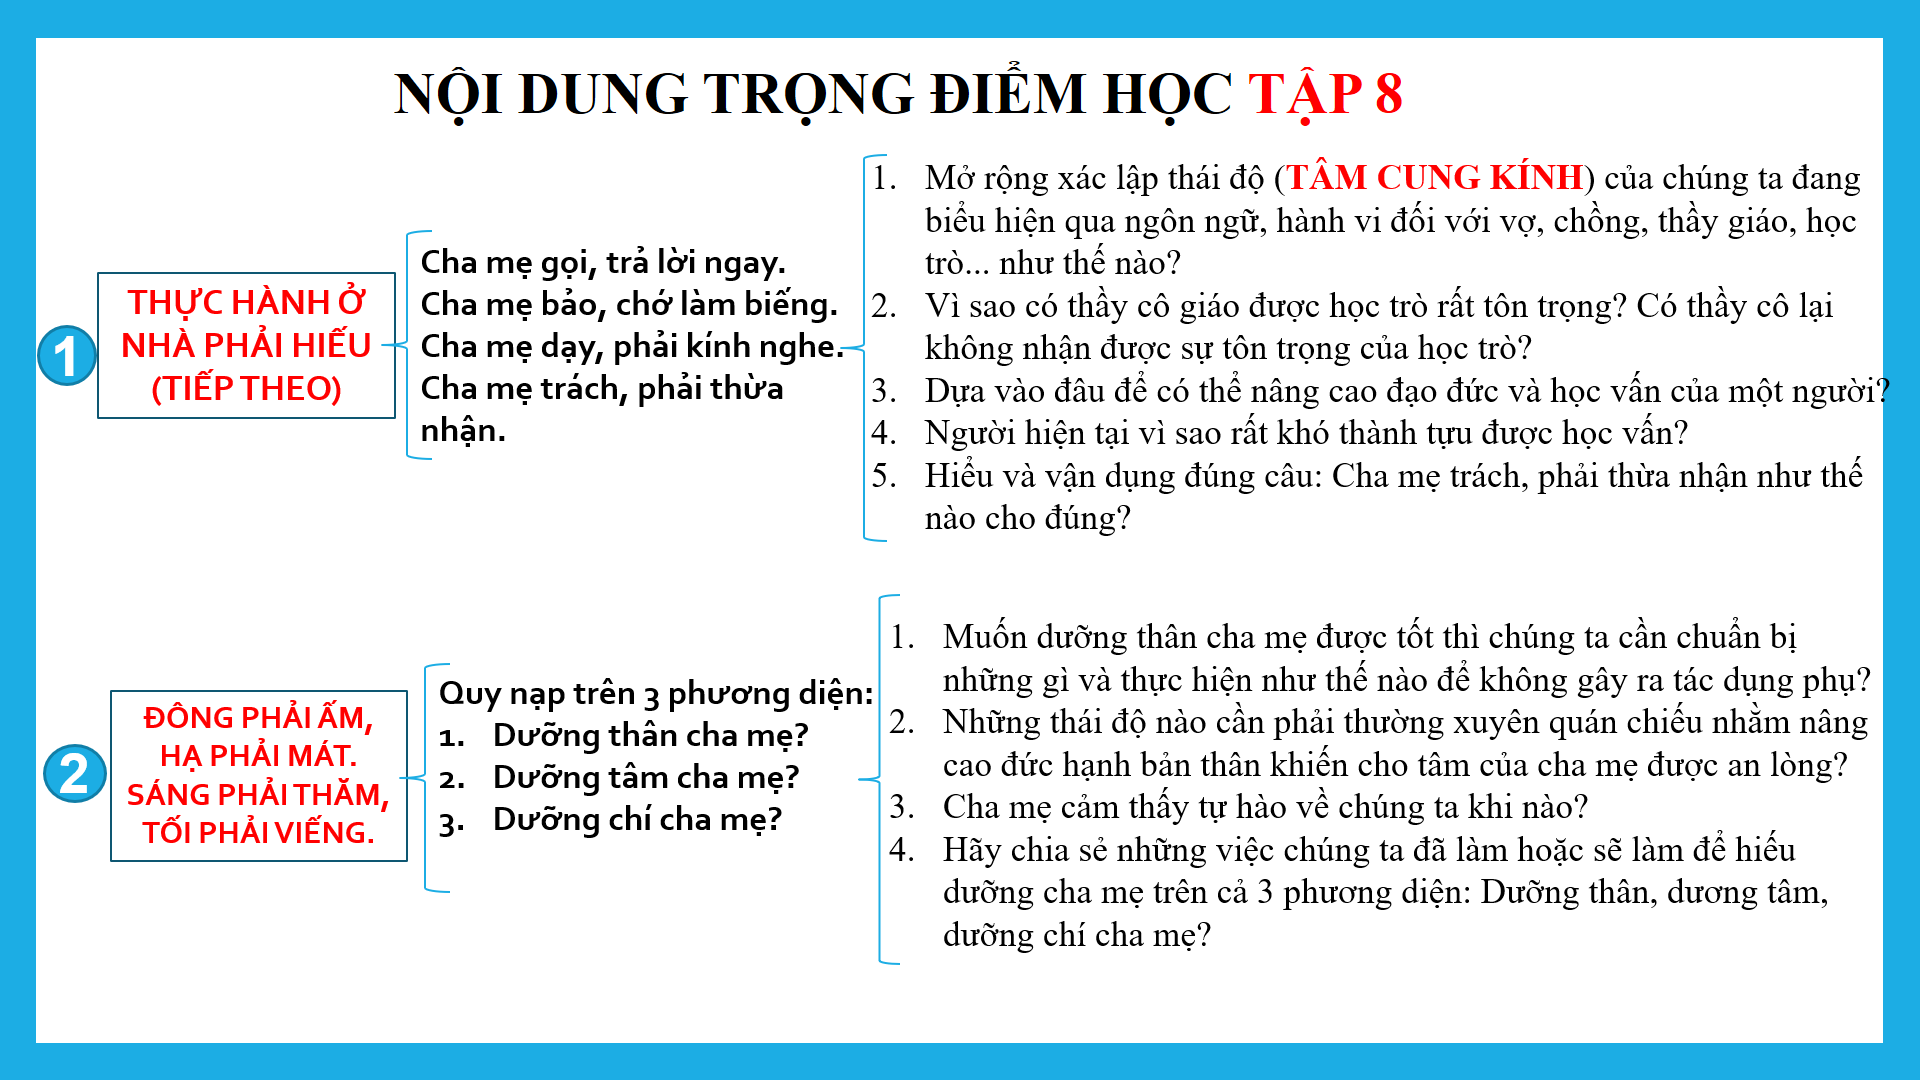 NỘI DUNG TRỌNG ĐIỂM HỌC TẬP 8
1
THỰC HÀNH Ở
NHÀ PHẢI HIẾU
(TIẾP THEO)
Cha mẹ gọi, trả lời ngay.
Cha mẹ bảo, chớ làm biếng.
Cha mẹ dạy, phải kính nghe.
Cha mẹ trách, phải thừa
nhận.
1. Mở rộng xác lập thái độ (TÂM CUNG KÍNH) của chúng ta đang
biểu hiện qua ngôn ngữ, hành vi đối với vợ, chồng, thầy giáo, học
trò... như thế nào?
2. Vì sao có thầy cô giáo được học trò rất tôn trọng? Có thầy cô lại
không nhận được sự tôn trọng của học trò?
3. Dựa vào đâu để có thể nâng cao đạo đức và học vấn của một người?
4. Người hiện tại vì sao rất khó thành tựu được học vấn?
5. Hiểu và vận dụng đúng câu: Cha mẹ trách, phải thừa nhận như thế
nào cho đúng?
2
ĐÔNG PHẢI ẤM,
HẠ PHẢI MÁT.
SÁNG PHẢI THĂM,
TỐI PHẢI VIẾNG.
Quy nạp trên 3 phương diện:
1. Dưỡng thân cha mẹ?
2. Dưỡng tâm cha mẹ?
3. Dưỡng chí cha mẹ?
1. Muốn dưỡng thân cha mẹ được tốt thì chúng ta cần chuẩn bị
những gì và thực hiện như thế nào để không gây ra tác dụng phụ?
2. Những thái độ nào cần phải thường xuyên quán chiếu nhằm nâng
cao đức hạnh bản thân khiến cho tâm của cha mẹ được an lòng?
3. Cha mẹ cảm thấy tự hào về chúng ta khi nào?
4. Hãy chia sẻ những việc chúng ta đã làm hoặc sẽ làm để hiếu
dưỡng cha mẹ trên cả 3 phương diện: Dưỡng thân, dương tâm,
dưỡng chí cha mẹ?